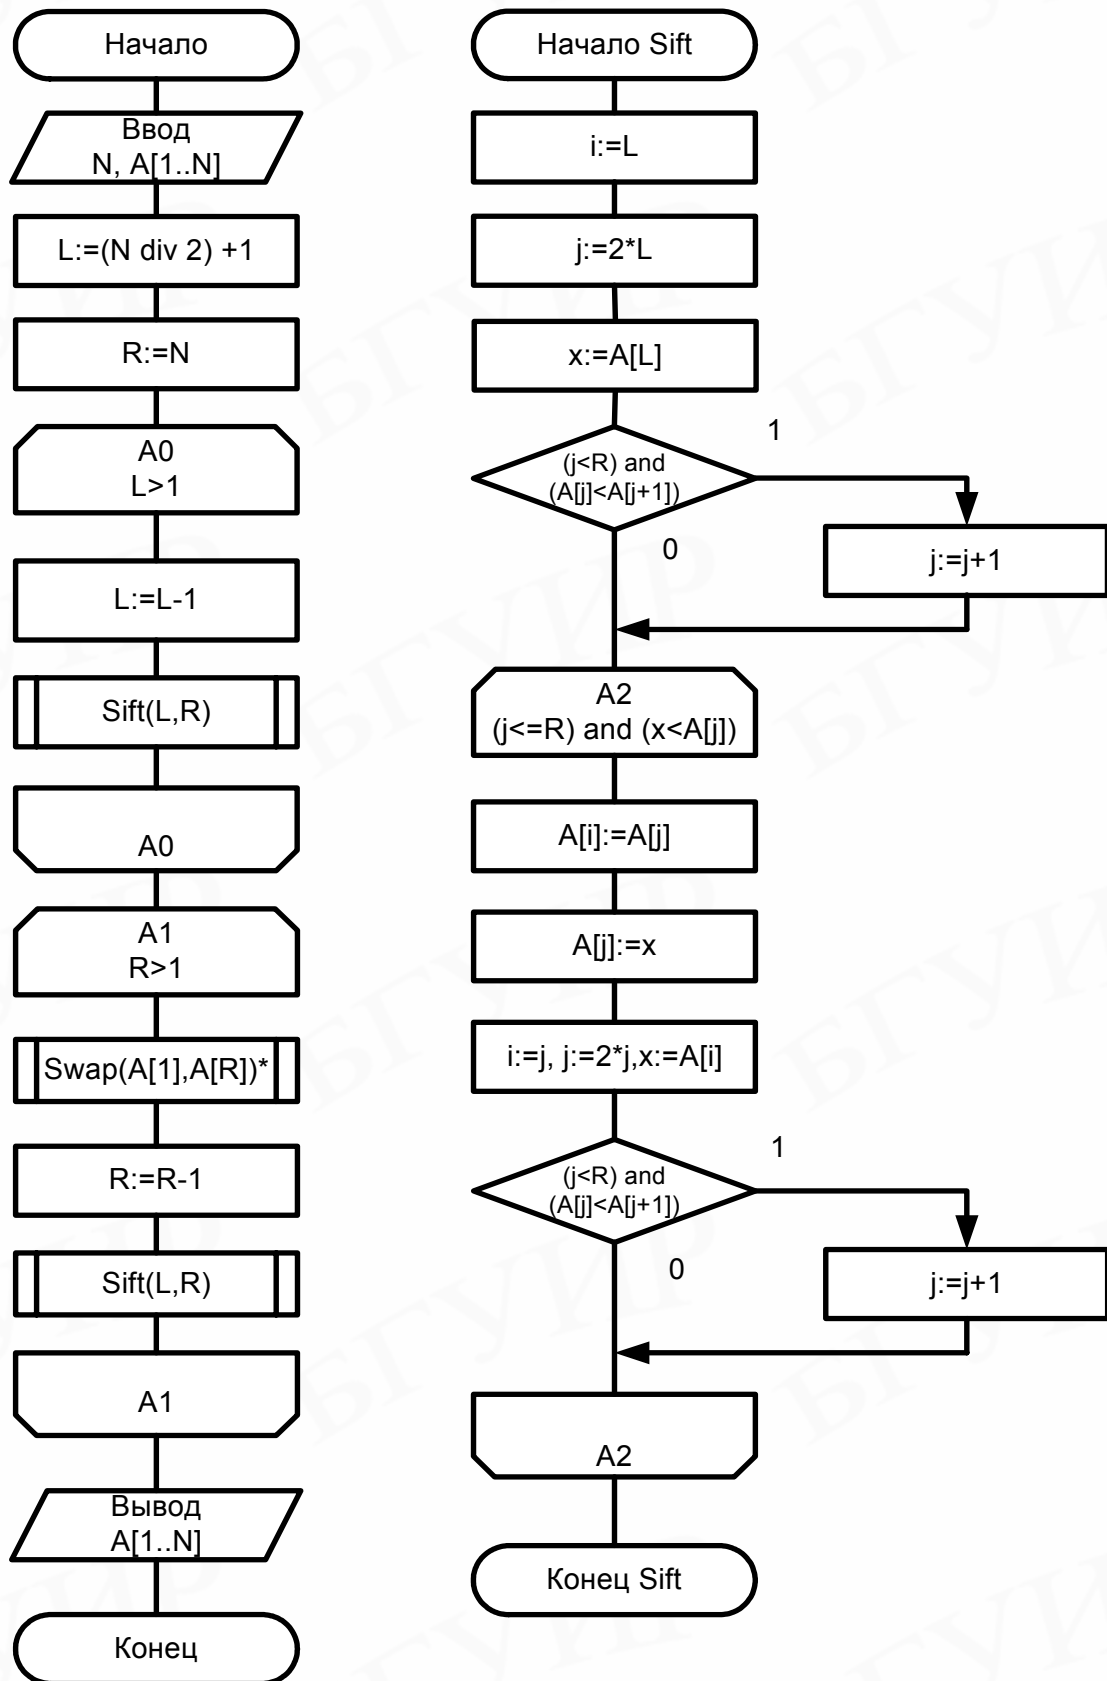 Начало
Ввод
N, A[1..N]
L:=(N div 2) +1
R:=N
A0
L>1
L:=L-1
Sift(L,R)
A0
A1
R>1
Swap(A[1],A[R])*
R:=R-1
Sift(L,R)
A1
Вывод
A[1..N]
Конец
Начало Sift
i:=L
j:=2*L
x:=A[L]
(j<R) and
(A[j]<A[j+1])
1
0
j:=j+1
A2
(j<=R) and (x<A[j])
A[i]:=A[j]
A[j]:=x
i:=j, j:=2*j,x:=A[i]
(j<R) and
(A[j]<A[j+1])
1
0
j:=j+1
A2
Конец Sift
БГУИР